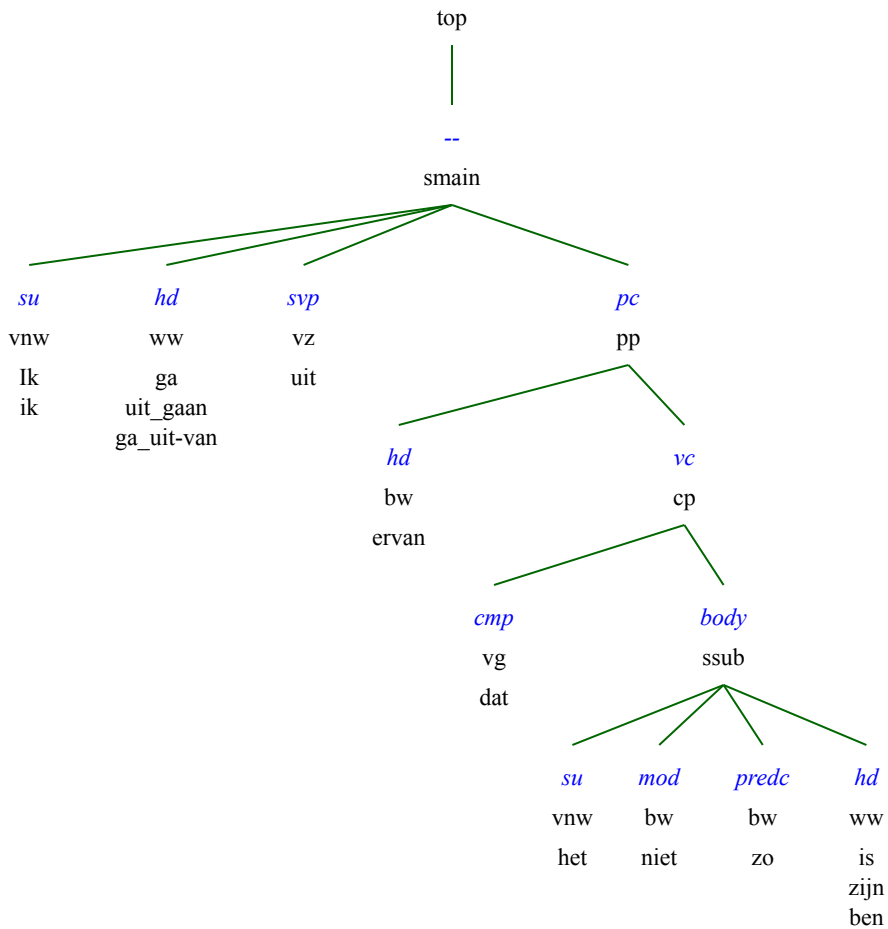 top
--
smain
su hd svp pc
vnw ww vz pp
Ik ga uit
ik uit_gaan
ga_uit-van
hd vc
bw cp
ervan
cmp body
vg ssub
dat
su mod predc hd
vnw bw bw ww
het niet zo is
zijn
ben